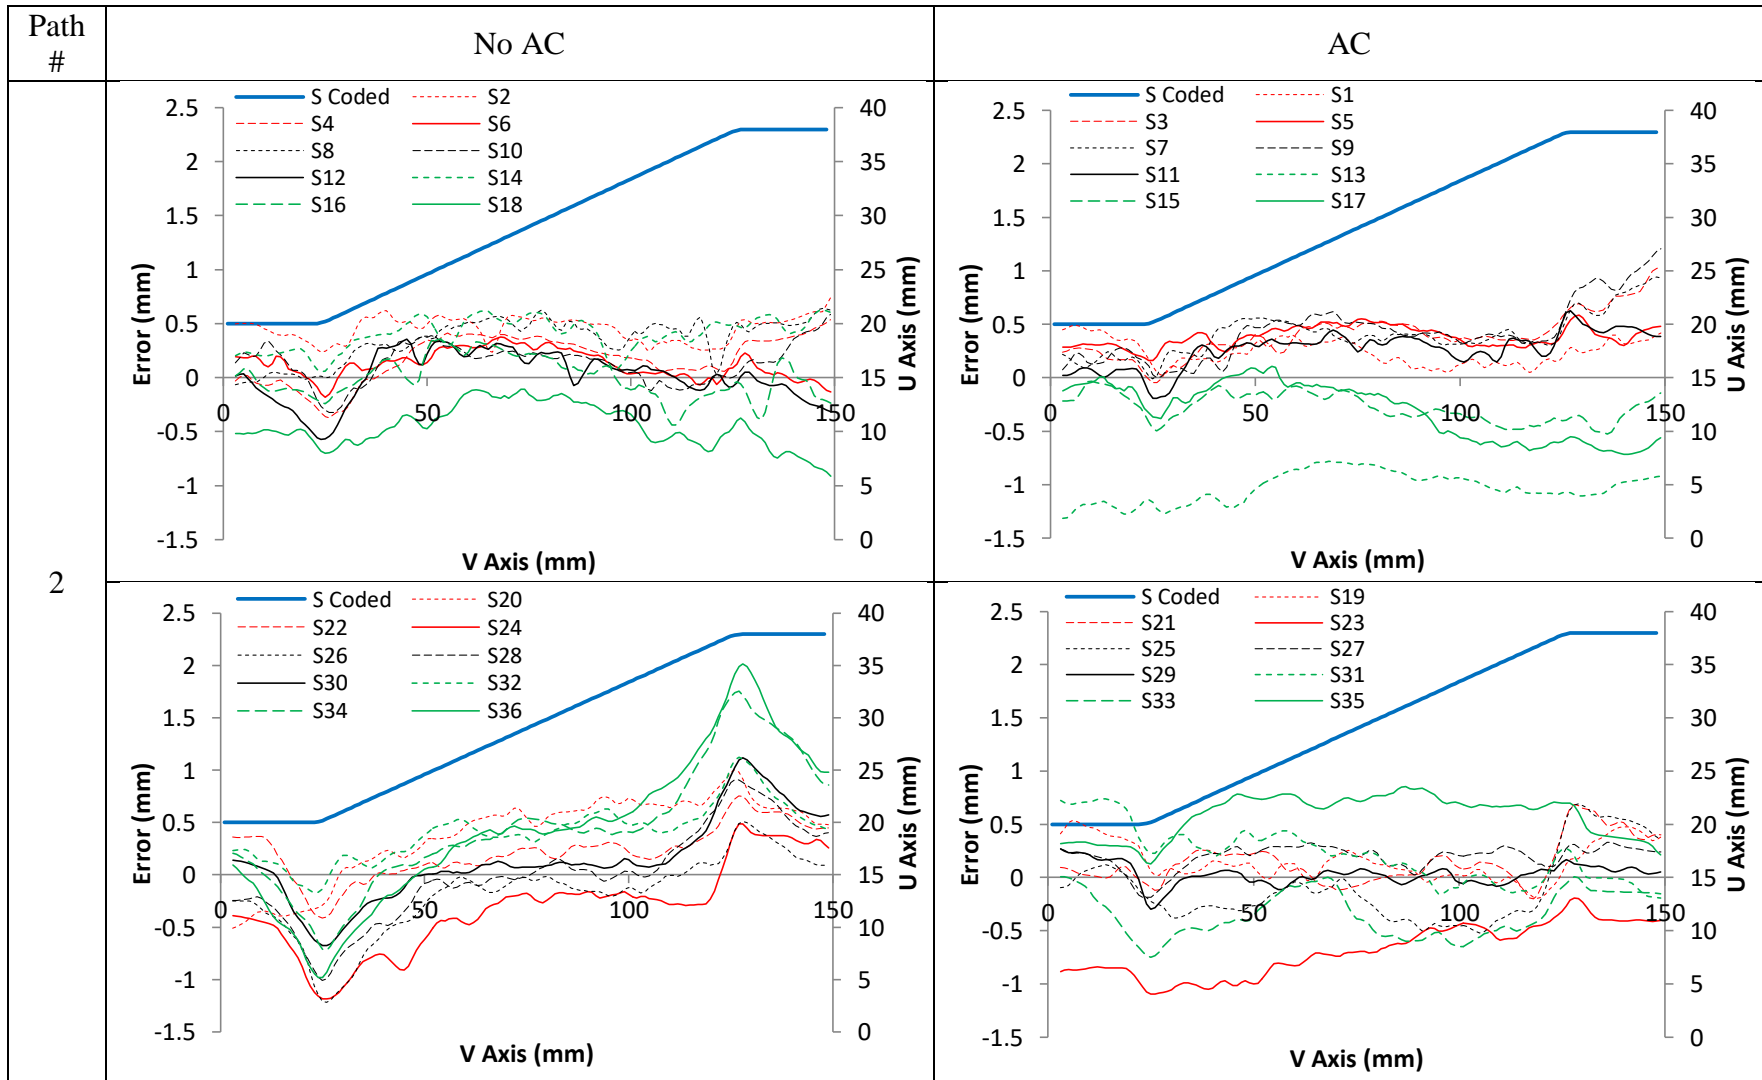 Path
#
No AC
AC
2
S Coded S2
S4 S6
S8 S10
S12 S14
S16 S18
2.5
2
1.5
1
0.5
0
-0.5
-1
-1.5
40
35
30
25
20
15
10
5
0
0 50 100 150
Error (mm)
U Axis (mm)
V Axis (mm)
S Coded S1
S3 S5
S7 S9
S11 S13
S15 S17
2.5
2
1.5
1
0.5
0
-0.5
-1
-1.5
40
35
30
25
20
15
10
5
0
0 50 100 150
Error (mm)
U Axis (mm)
V Axis (mm)
S Coded S20
S22 S24
S26 S28
S30 S32
S34 S36
2.5
2
1.5
1
0.5
0
-0.5
-1
-1.5
40
35
30
25
20
15
10
5
0
0 50 100 150
Error (mm)
U Axis (mm)
V Axis (mm)
S Coded S19
S21 S23
S25 S27
S29 S31
S33 S35
2.5
2
1.5
1
0.5
0
-0.5
-1
-1.5
40
35
30
25
20
15
10
5
0
0 50 100 150
Error (mm)
U Axis (mm)
V Axis (mm)